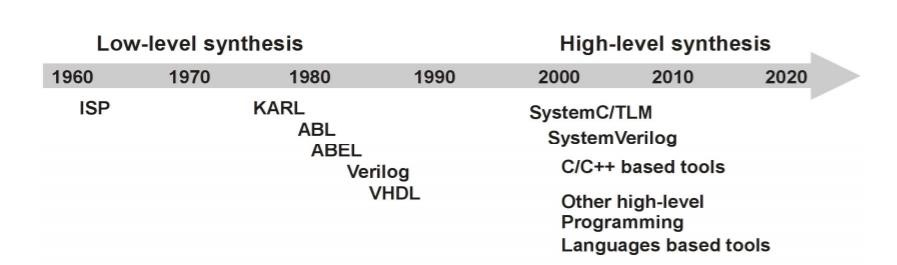 Low-level synthesis High-level synthesis
1960 1970 1980 1990 2000 2010 2020
ISP KARL SystemC/TLM
ABL SystemVerilog
ABEL
Verilog C/C++ based tools
VHDL
Other high-level
Programming
Languages based tools